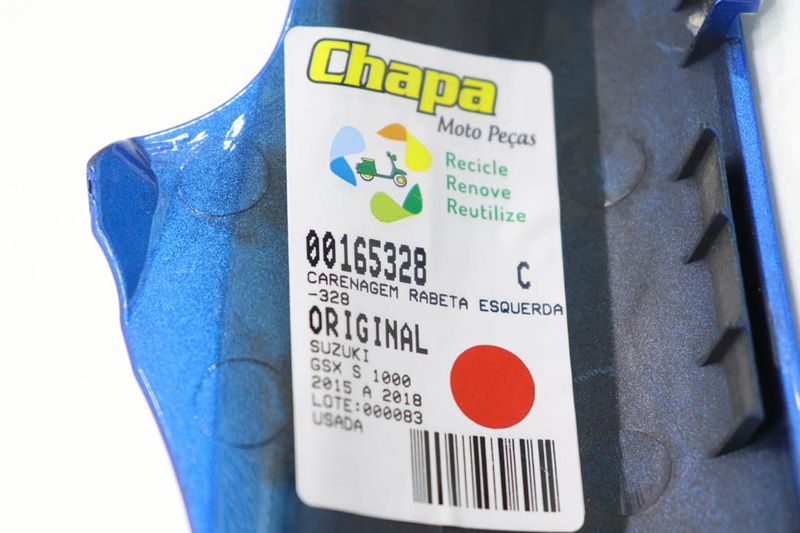 Chapa
Moto Peças
Recicle
Renove
Reutilize
00165328 C
CARENAGEM RABETA ESQUERDA
-328
ORIGINAL
SUZUKI
GSX S 1000
2015 A 2018
LOTE:000083
USADA